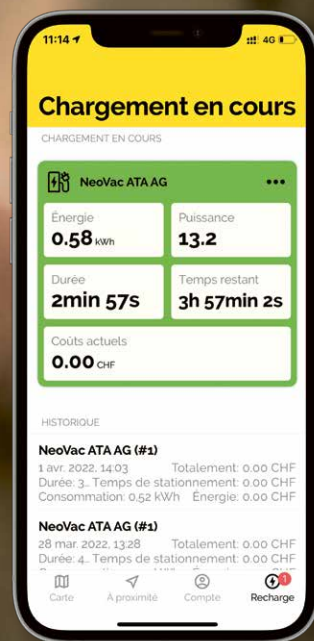 11:14
4G
Chargement en cours
CHARGEMENT EN COURS
NeoVac ATA AG
Énergie
0.58 kWh
Puissance
13.2
Durée
2min 57s
Temps restant
3h 57min 2s
Coûts actuels
0.00 CHF
HISTORIQUE
NeoVac ATA AG (#1)
1 avr. 2022, 14:03 Totalement: 0.00 CHF
Durée: 3... Temps de stationnement: 0.00 CHF
Consommation: 0,52 kWh Énergie: 0.00 CHF
NeoVac ATA AG (#1)
28 mar. 2022, 13:28 Totalement: 0.00 CHF
Durée: 4... Temps de stationnement: 0.00 CHF
Carte
À proximité
Compte
1
Recharge